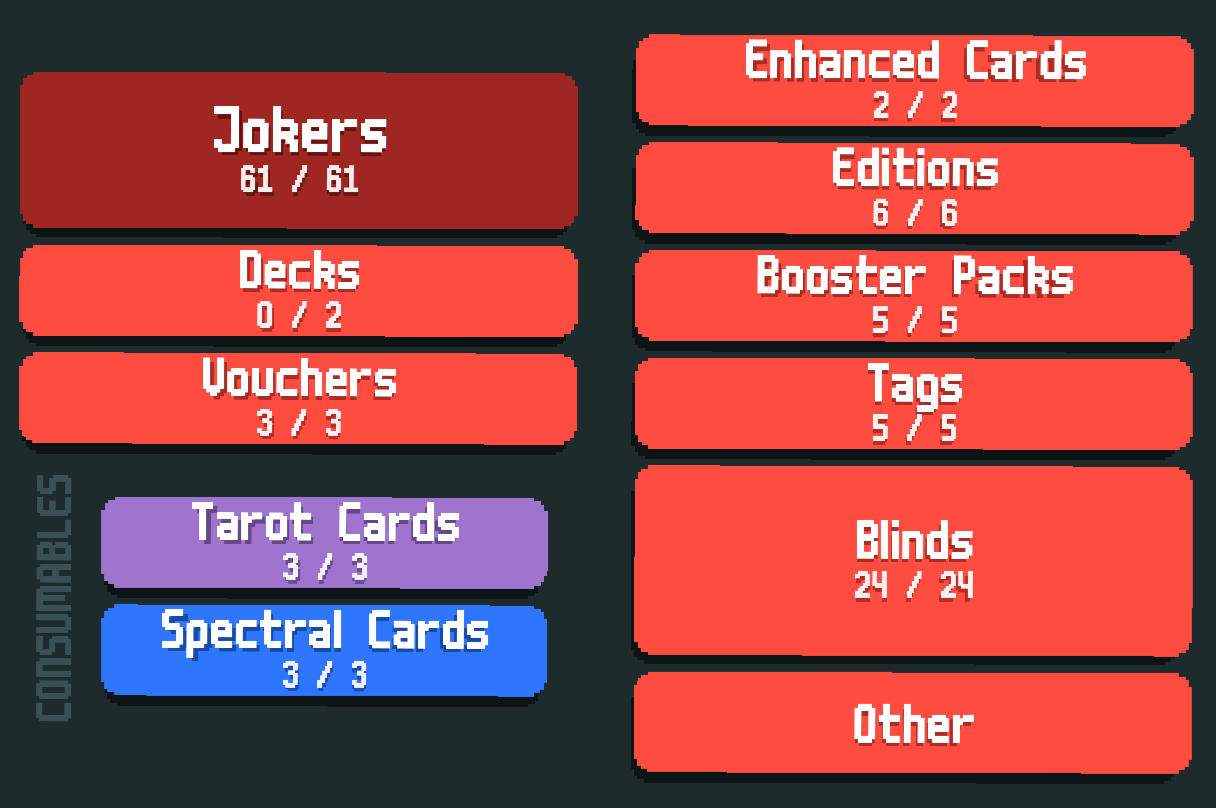 Jokers
61 / 61
Decks
0 / 2
Vouchers
3 / 3
CONSUMABLES
Tarot Cards
3 / 3
Spectral Cards
3 / 3
Enhanced Cards
2 / 2
Editions
6 / 6
Booster Packs
5 / 5
Tags
5 / 5
Blinds
24 / 24
Other